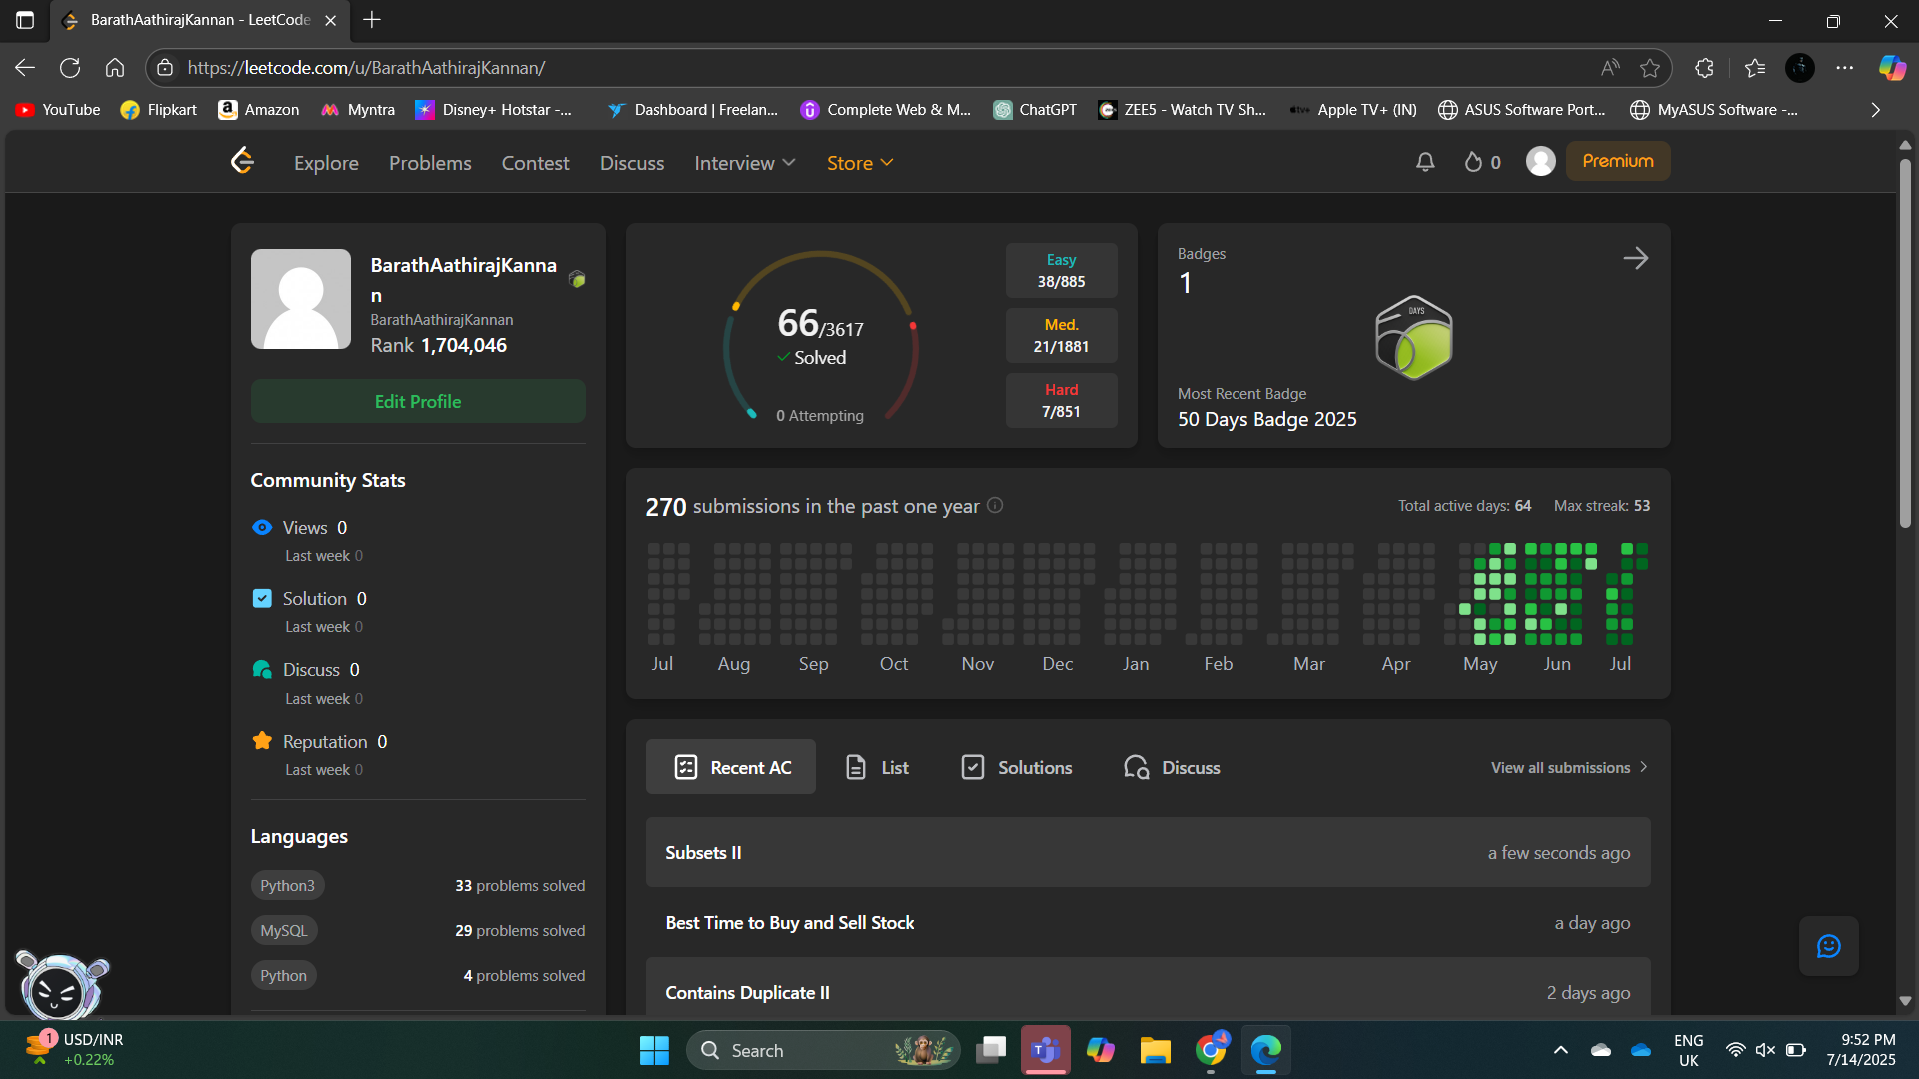 BarathAathirajKannan - LeetCode
https://leetcode.com/u/BarathAathirajKannan/
YouTube
Flipkart
Amazon
Myntra
Disney+ Hotstar -...
Dashboard | Freelan...
Complete Web & M...
ChatGPT
ZEE5 - Watch TV Sh...
Apple TV+ (IN)
ASUS Software Port...
MyASUS Software -...
Explore
Problems
Contest
Discuss
Interview
Store
0
Premium
BarathAathirajKanna
n
BarathAathirajKannan
Rank 1,704,046
Edit Profile
Community Stats
Views 0
Last week 0
Solution 0
Last week 0
Discuss 0
Last week 0
Reputation 0
Last week 0
Languages
Python3
33 problems solved
MySQL
29 problems solved
Python
4 problems solved
66/3617
Solved
0 Attempting
Easy
38/885
Med.
21/1881
Hard
7/851
Badges
1
DAYS
Most Recent Badge
50 Days Badge 2025
270 submissions in the past one year
Total active days: 64
Max streak: 53
Jul
Aug
Sep
Oct
Nov
Dec
Jan
Feb
Mar
Apr
May
Jun
Jul
Recent AC
List
Solutions
Discuss
View all submissions
Subsets II
a few seconds ago
Best Time to Buy and Sell Stock
a day ago
Contains Duplicate II
2 days ago
1
USD/INR
+0.22%
Search
ENG
UK
9:52 PM
7/14/2025